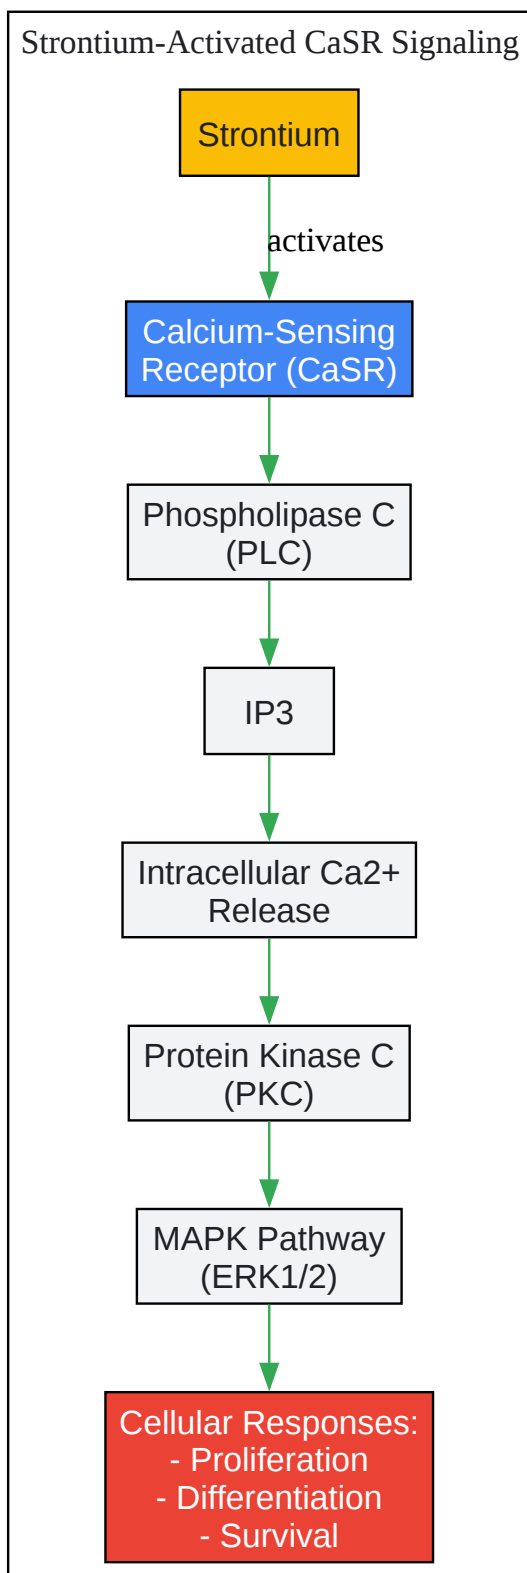 Strontium-Activated CaSR Signaling
Strontium
activates
Calcium-Sensing
Receptor (CaSR)
Phospholipase C
(PLC)
IP3
Intracellular Ca2+
Release
Protein Kinase C
(PKC)
MAPK Pathway
(ERK1/2)
Cellular Responses:
- Proliferation
- Differentiation
- Survival